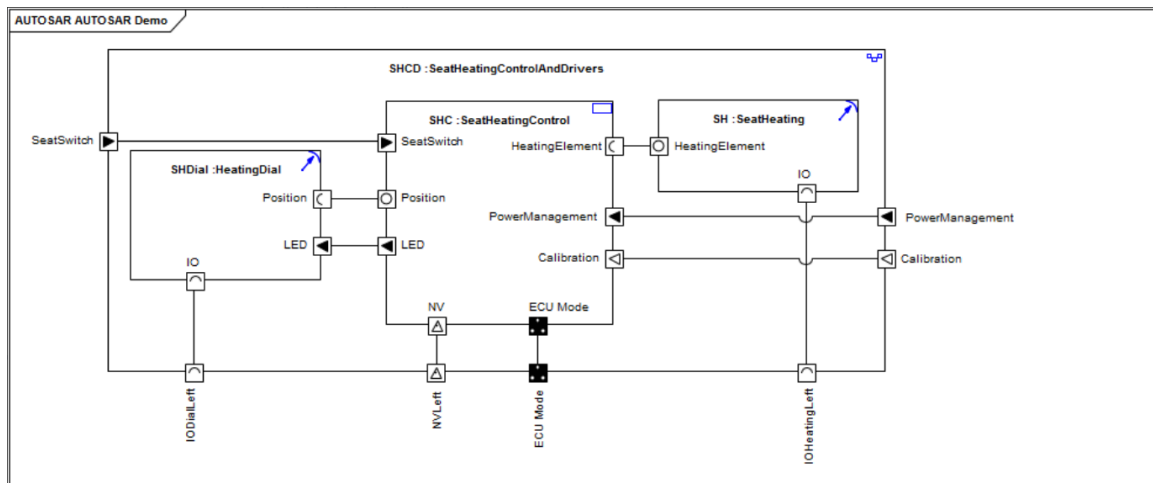 AUTOSAR AUTOSAR Demo
SHCD :SeatHeatingControlAndDrivers
SHC :SeatHeatingControl
SH :SeatHeating
SeatSwitch
SeatSwitch
HeatingElement
HeatingElement
SHDial :HeatingDial
IO
Position
Position
PowerManagement
PowerManagement
LED
LED
Calibration
Calibration
IO
NV
ECU Mode
IODialLeft
NVLeft
ECU Mode
IOHeatingLeft